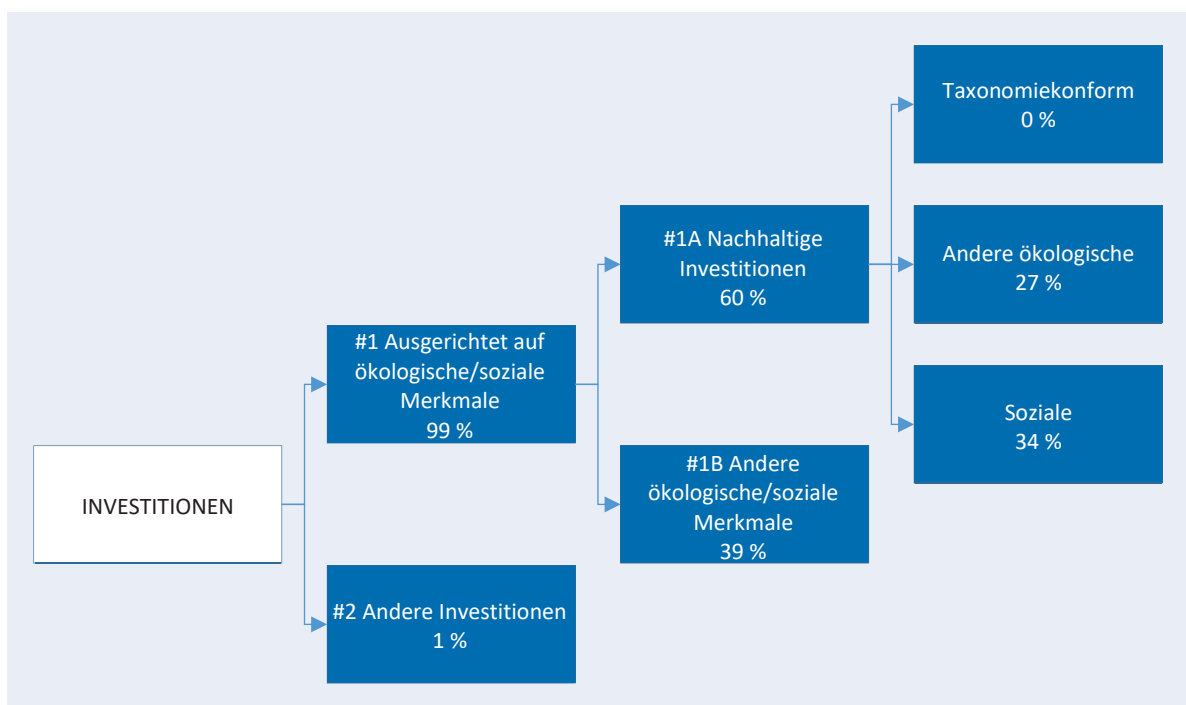 INVESTITIONEN
#1 Ausgerichtet auf
ökologische/soziale
Merkmale
99 %
#2 Andere Investitionen
1 %
#1A Nachhaltige
Investitionen
60 %
#1B Andere
ökologische/soziale
Merkmale
39 %
Taxonomiekonform
0 %
Andere ökologische
27 %
Soziale
34 %